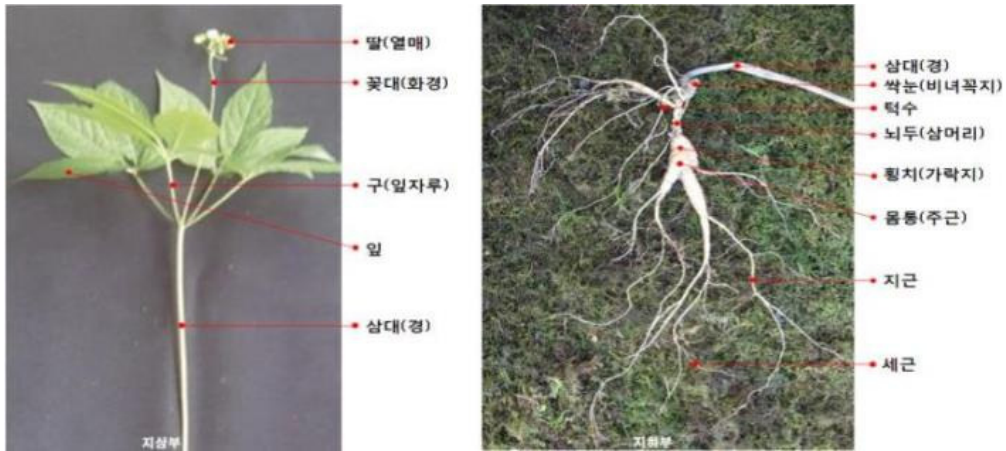 딸(열매)
꽃대(화경)
구(잎자루)
잎
삼대(경)
지상부
삼대(경)
싹눈(비녀꼭지)
턱수
뇌두(삼머리)
횡치(가락지)
몸통(주근)
지근
세근
지하부